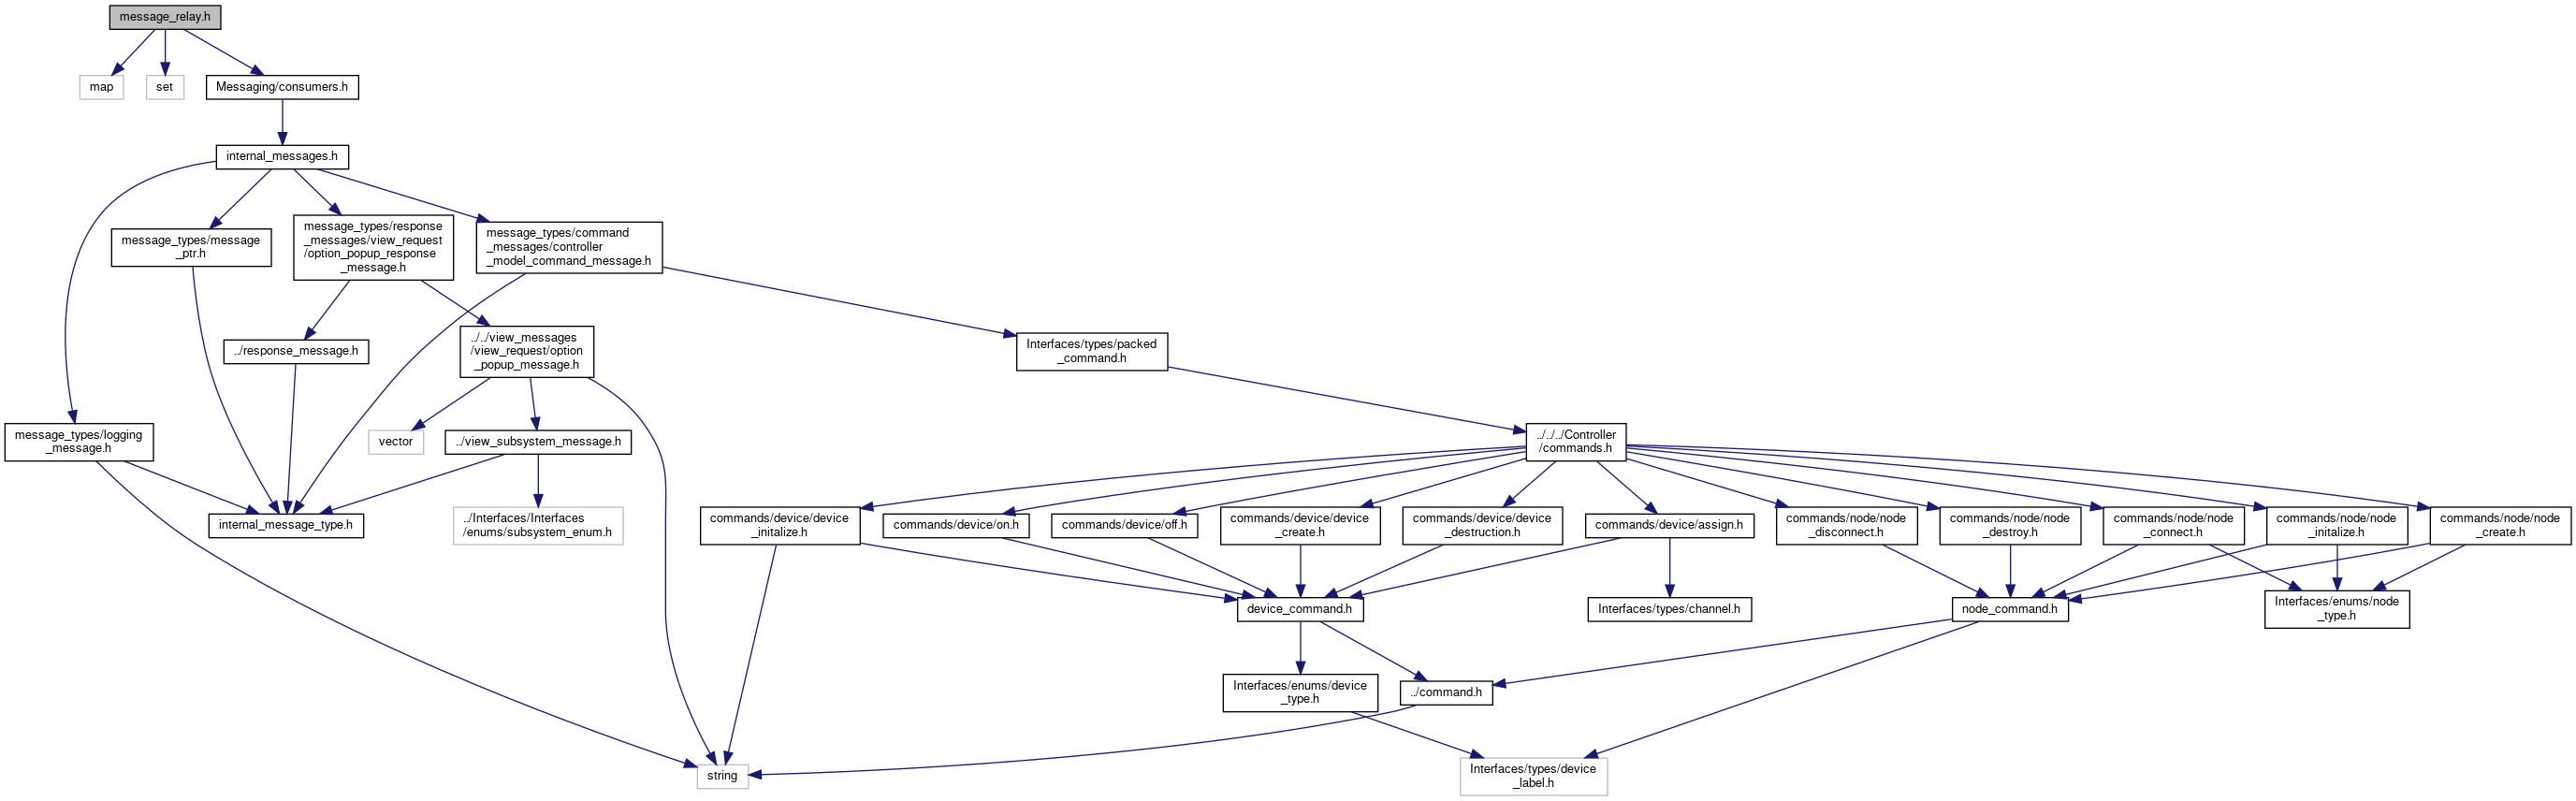 message_relay.h
map
set
Messaging/consumers.h
internal_messages.h
message_types/message
_ptr.h
message_types/response
_messages/view_request
/option_popup_response
_message.h
message_types/command
_messages/controller
_model_command_message.h
../response_message.h
../../view_messages
/view_request/option
_popup_message.h
Interfaces/types/packed
_command.h
message_types/logging
_message.h
vector
../view_subsystem_message.h
../../../Controller
/commands.h
internal_message_type.h
../Interfaces/Interfaces
/enums/subsystem_enum.h
commands/device/device
_initalize.h
commands/device/on.h
commands/device/off.h
commands/device/device
_create.h
commands/device/device
_destruction.h
commands/device/assign.h
commands/node/node
_disconnect.h
commands/node/node
_destroy.h
commands/node/node
_connect.h
commands/node/node
_initalize.h
commands/node/node
_create.h
device_command.h
Interfaces/types/channel.h
node_command.h
Interfaces/enums/node
_type.h
Interfaces/enums/device
_type.h
../command.h
string
Interfaces/types/device
_label.h